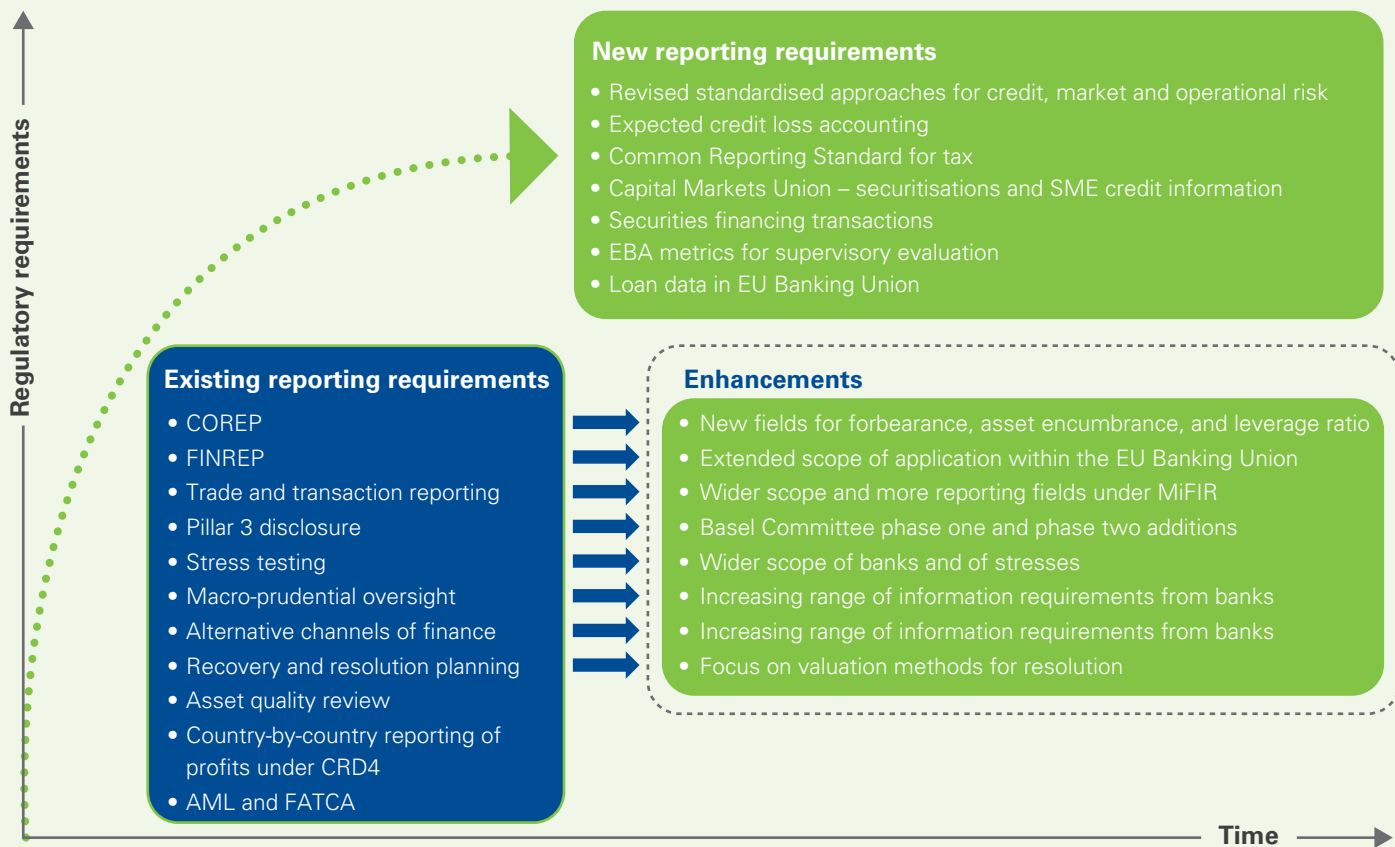 Regulatory requirements
New reporting requirements
• Revised standardised approaches for credit, market and operational risk
• Expected credit loss accounting
• Common Reporting Standard for tax
• Capital Markets Union – securitisations and SME credit information
• Securities financing transactions
• EBA metrics for supervisory evaluation
• Loan data in EU Banking Union
Existing reporting requirements
• COREP
• FINREP
• Trade and transaction reporting
• Pillar 3 disclosure
• Stress testing
• Macro-prudential oversight
• Alternative channels of finance
• Recovery and resolution planning
• Asset quality review
• Country-by-country reporting of
profits under CRD4
• AML and FATCA
Enhancements
• New fields for forbearance, asset encumbrance, and leverage ratio
• Extended scope of application within the EU Banking Union
• Wider scope and more reporting fields under MiFIR
• Basel Committee phase one and phase two additions
• Wider scope of banks and of stresses
• Increasing range of information requirements from banks
• Increasing range of information requirements from banks
• Focus on valuation methods for resolution
Time